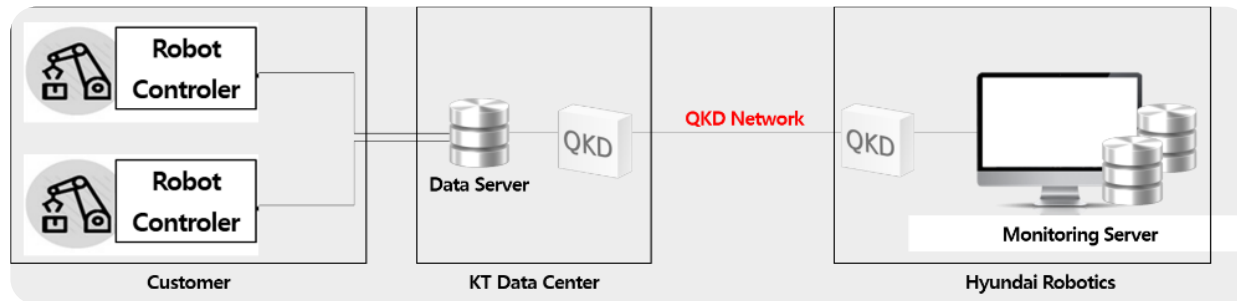 Robot
Controler
Robot
Controler
Data Server
QKD
QKD Network
QKD
Monitoring Server
Customer
KT Data Center
Hyundai Robotics